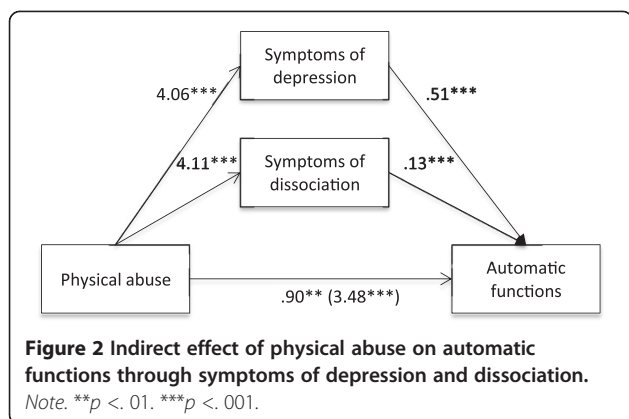 Symptoms of
depression
4.06***
.51***
4.11***
Symptoms of
dissociation
.13***
Physical abuse
Automatic
functions
.90** (3.48***)
Figure 2 Indirect effect of physical abuse on automatic
functions through symptoms of depression and dissociation.
Note. **p <. 01. ***p <. 001.